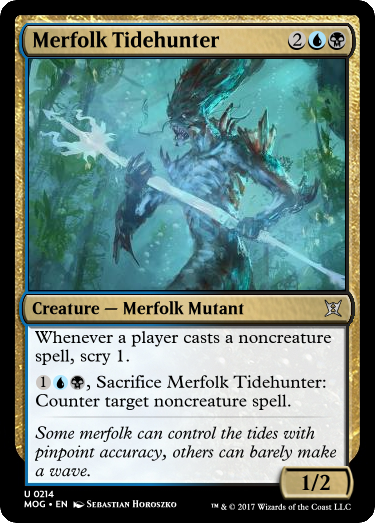 Merfolk Tidehunter 2
Creature — Merfolk Mutant
Whenever a player casts a noncreature
spell, scry 1.
1, Sacrifice Merfolk Tidehunter:
Counter target noncreature spell.
Some merfolk can control the tides with
pinpoint accuracy, others can barely make
a wave.
1/2
U 0214
MOG • EN Sebastian Horoszko
™ & © 2017 Wizards of the Coast LLC